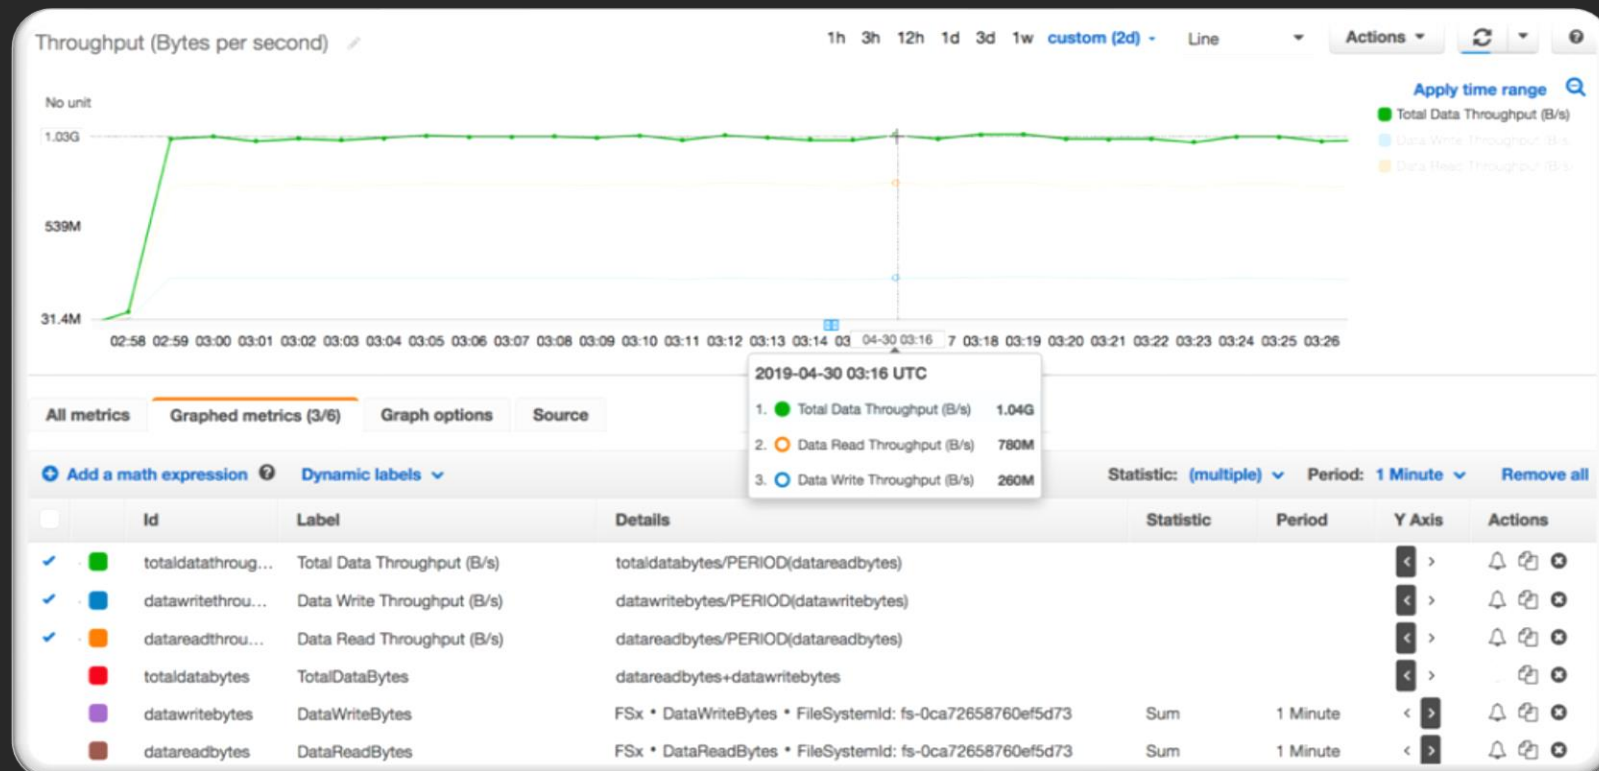 Throughput (Bytes per second) 1h 3h 12h 1d 3d 1w custom (2d) Line Actions
Apply time range
No unit
Total Data Throughput (B/s)
Data Write Throughput (B/s
Data Read Throughput (B/s
1.03G
539M
31.4M
02:58 02:59 03:00 03:01 03:02 03:03 03:04 03:05 03:06 03:07 03:08 03:09 03:10 03:11 03:12 03:13 03:14 03 04-30 03:16 7 03:18 03:19 03:20 03:21 03:22 03:23 03:24 03:25 03:26
2019-04-30 03:16 UTC
1. Total Data Throughput (B/s) 1.04G
2. Data Read Throughput (B/s) 780M
3. Data Write Throughput (B/s) 260M
All metrics Graphed metrics (3/6) Graph options Source
Add a math expression Dynamic labels Statistic: (multiple) Period: 1 Minute Remove all
Id Label Details Statistic Period Y Axis Actions
totaldatathroug... Total Data Throughput (B/s) totaldatabytes/PERIOD(datareadbytes)
datawritethrou... Data Write Throughput (B/s) datawritebytes/PERIOD(datawritebytes)
datareadthrou... Data Read Throughput (B/s) datareadbytes/PERIOD(datareadbytes)
totaldatabytes TotalDataBytes datareadbytes+datawritebytes
datawritebytes DataWriteBytes FSx • DataWriteBytes • FileSystemId: fs-0ca72658760ef5d73 Sum 1 Minute
datareadbytes DataReadBytes FSx • DataReadBytes • FileSystemId: fs-0ca72658760ef5d73 Sum 1 Minute